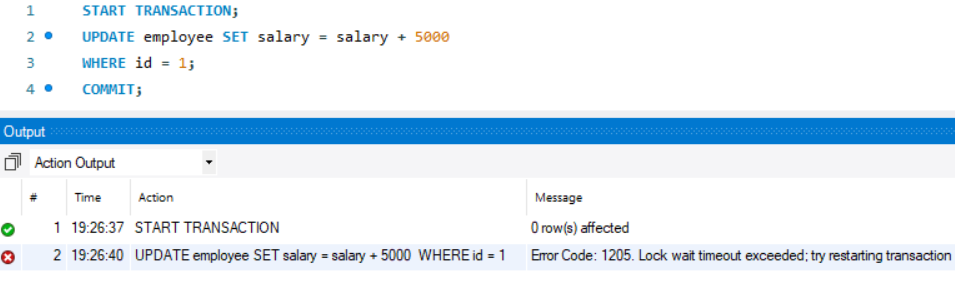 1 START TRANSACTION;
2 UPDATE employee SET salary = salary + 5000
3 WHERE id = 1;
4 COMMIT;
Output
Action Output
# Time Action Message
1 19:26:37 START TRANSACTION 0 row(s) affected
2 19:26:40 UPDATE employee SET salary = salary + 5000 WHERE id = 1 Error Code: 1205. Lock wait timeout exceeded; try restarting transaction